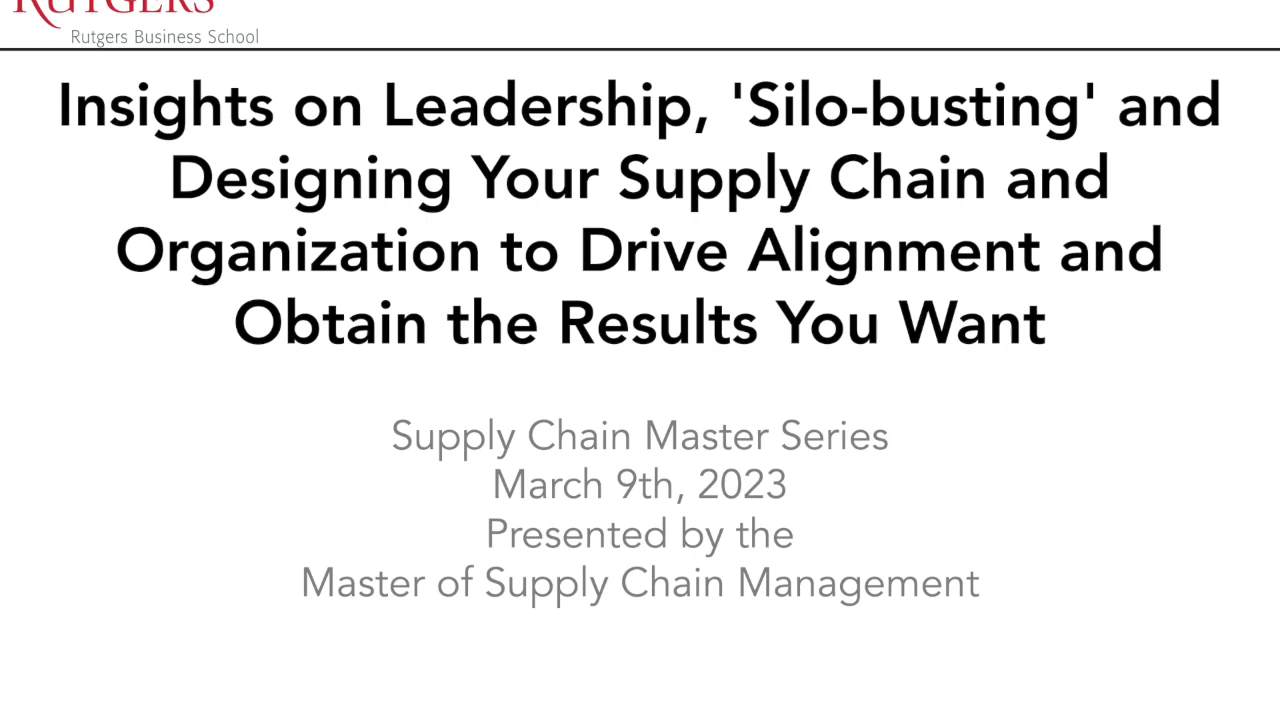 RUTGERS
Rutgers Business School
Insights on Leadership, 'Silo-busting' and
Designing Your Supply Chain and
Organization to Drive Alignment and
Obtain the Results You Want
Supply Chain Master Series
March 9th, 2023
Presented by the
Master of Supply Chain Management